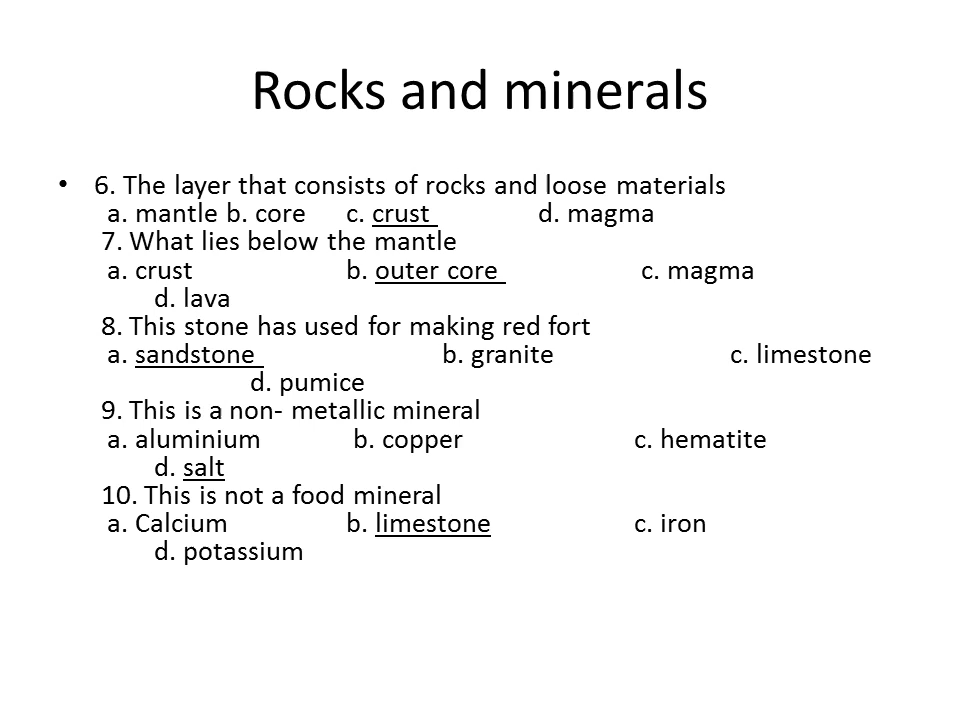 Rocks and minerals
• 6. The layer that consists of rocks and loose materials
a. mantle b. core c. crust d. magma
7. What lies below the mantle
a. crust b. outer core c. magma
d. lava
8. This stone has used for making red fort
a. sandstone b. granite c. limestone
d. pumice
9. This is a non- metallic mineral
a. aluminium b. copper c. hematite
d. salt
10. This is not a food mineral
a. Calcium b. limestone c. iron
d. potassium